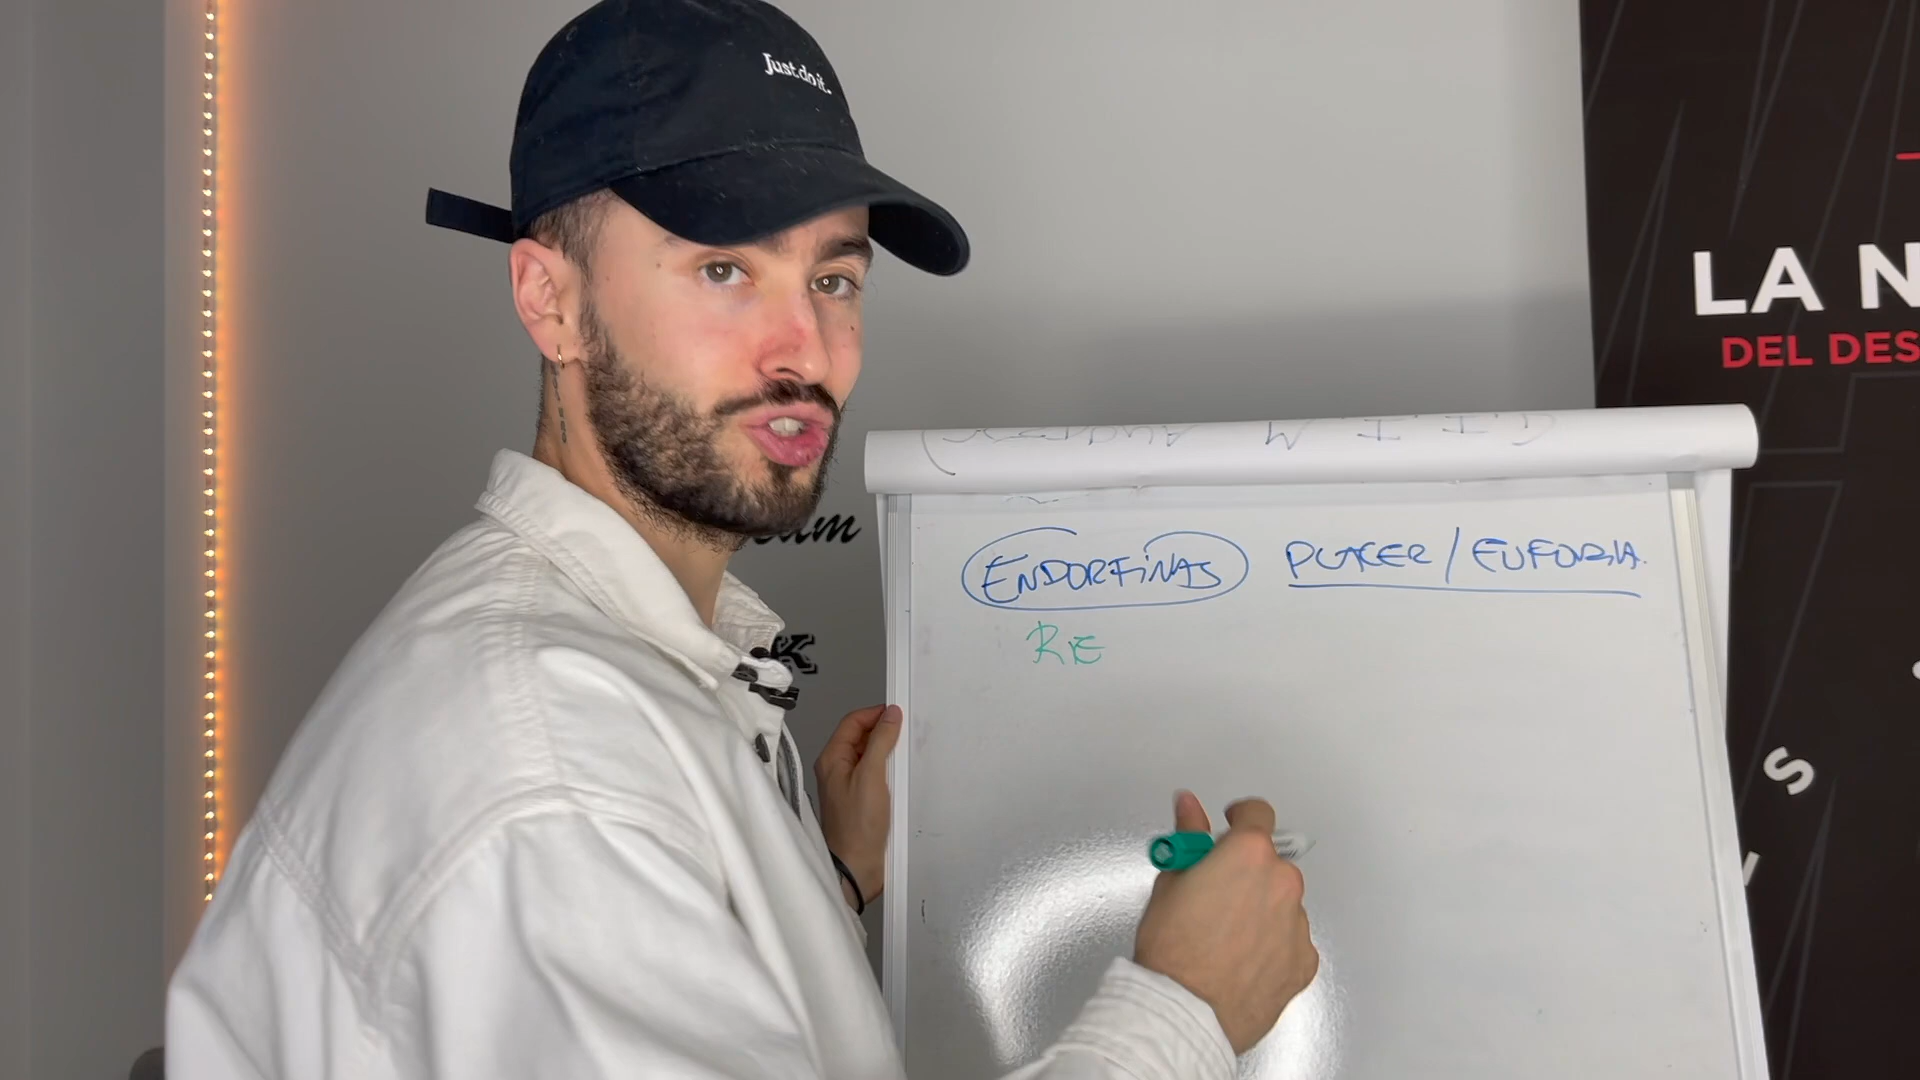 Just do it.
LA N
DEL DES
ENDORFINAS PLACER / EUFORIA.
RE
S